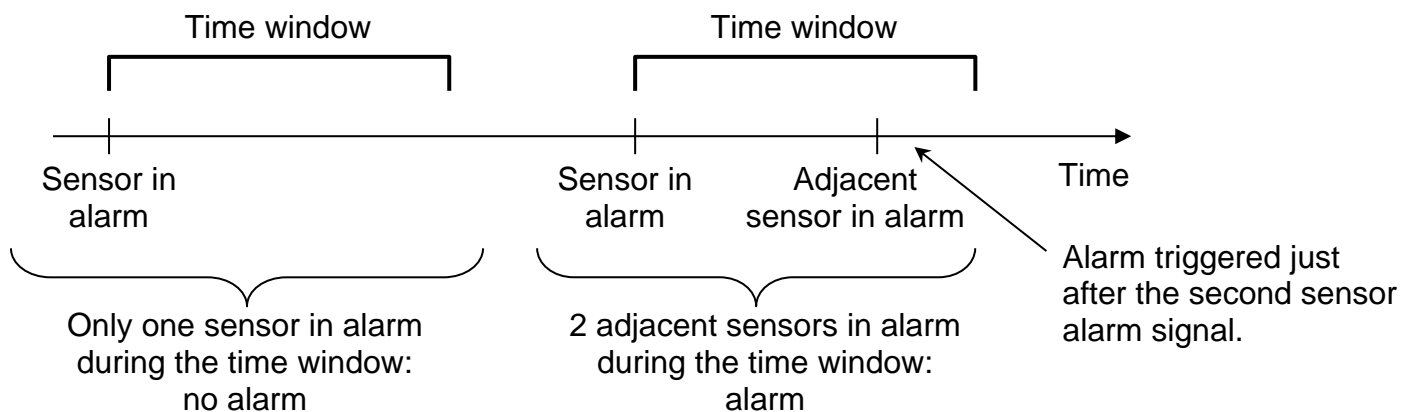 Time window
Time window
Sensor in
alarm
Sensor in
alarm
Adjacent
sensor in alarm
Time
Only one sensor in alarm
during the time window:
no alarm
2 adjacent sensors in alarm
during the time window:
alarm
Alarm triggered just
after the second sensor
alarm signal.